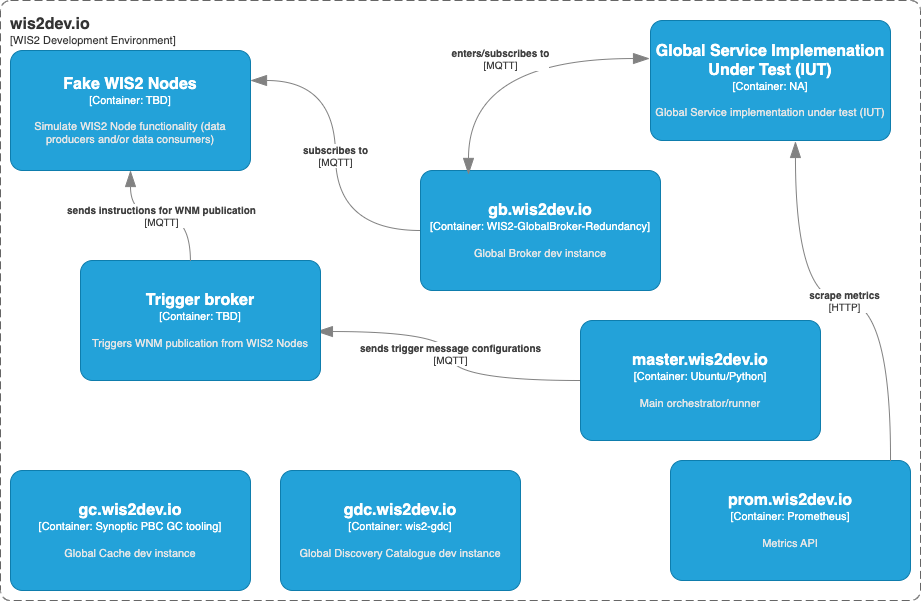 wis2dev.io
[WIS2 Development Environment]
Fake WIS2 Nodes
[Container: TBD]
Simulate WIS2 Node functionality (data
producers and/or data consumers)
enters/subscribes to
[MQTT]
Global Service Implemenation
Under Test (IUT)
[Container: NA]
Global Service implementation under test (IUT)
subscribes to
[MQTT]
gb.wis2dev.io
[Container: WIS2-GlobalBroker-Redundancy]
Global Broker dev instance
sends instructions for WNM publication
[MQTT]
Trigger broker
[Container: TBD]
Triggers WNM publication from WIS2 Nodes
scrape metrics
[HTTP]
sends trigger message configurations
[MQTT]
master.wis2dev.io
[Container: Ubuntu/Python]
Main orchestrator/runner
gc.wis2dev.io
[Container: Synoptic PBC GC tooling]
Global Cache dev instance
gdc.wis2dev.io
[Container: wis2-gdc]
Global Discovery Catalogue dev instance
prom.wis2dev.io
[Container: Prometheus]
Metrics API